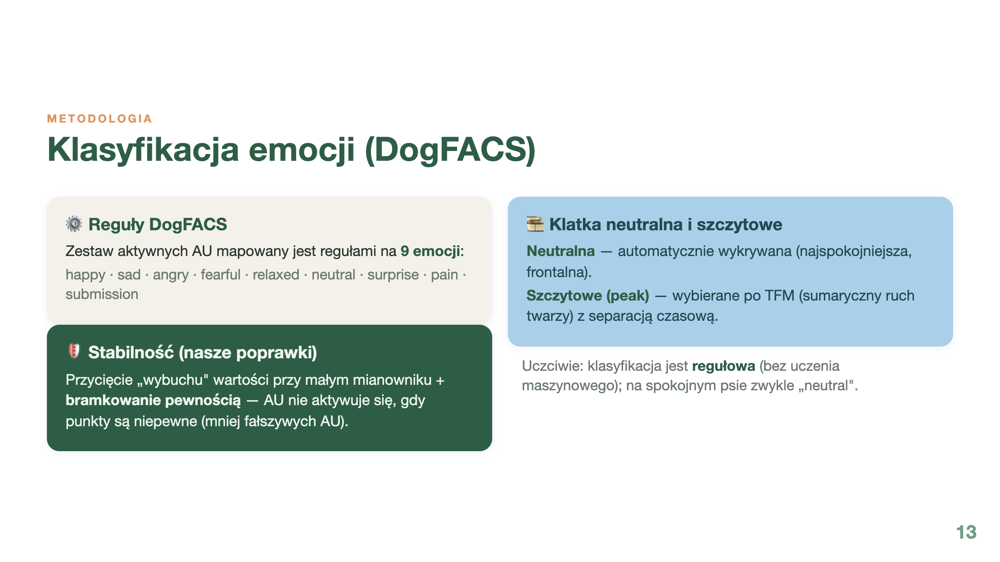 METODOLOGIA
Klasyfikacja emocji (DogFACS)
Reguły DogFACS
Zestaw aktywnych AU mapowany jest regułami na 9 emocji:
happy · sad · angry · fearful · relaxed · neutral · surprise · pain ·
submission
Stabilność (nasze poprawki)
Przycięcie „wybuchu" wartości przy małym mianowniku +
bramkowanie pewnością — AU nie aktywuje się, gdy
punkty są niepewne (mniej fałszywych AU).
Klatka neutralna i szczytowe
Neutralna — automatycznie wykrywana (najspokojniejsza,
frontalna).
Szczytowe (peak) — wybierane po TFM (sumaryczny ruch
twarzy) z separacją czasową.
Uczciwie: klasyfikacja jest regułowa (bez uczenia
maszynowego); na spokojnym psie zwykle „neutral".
13